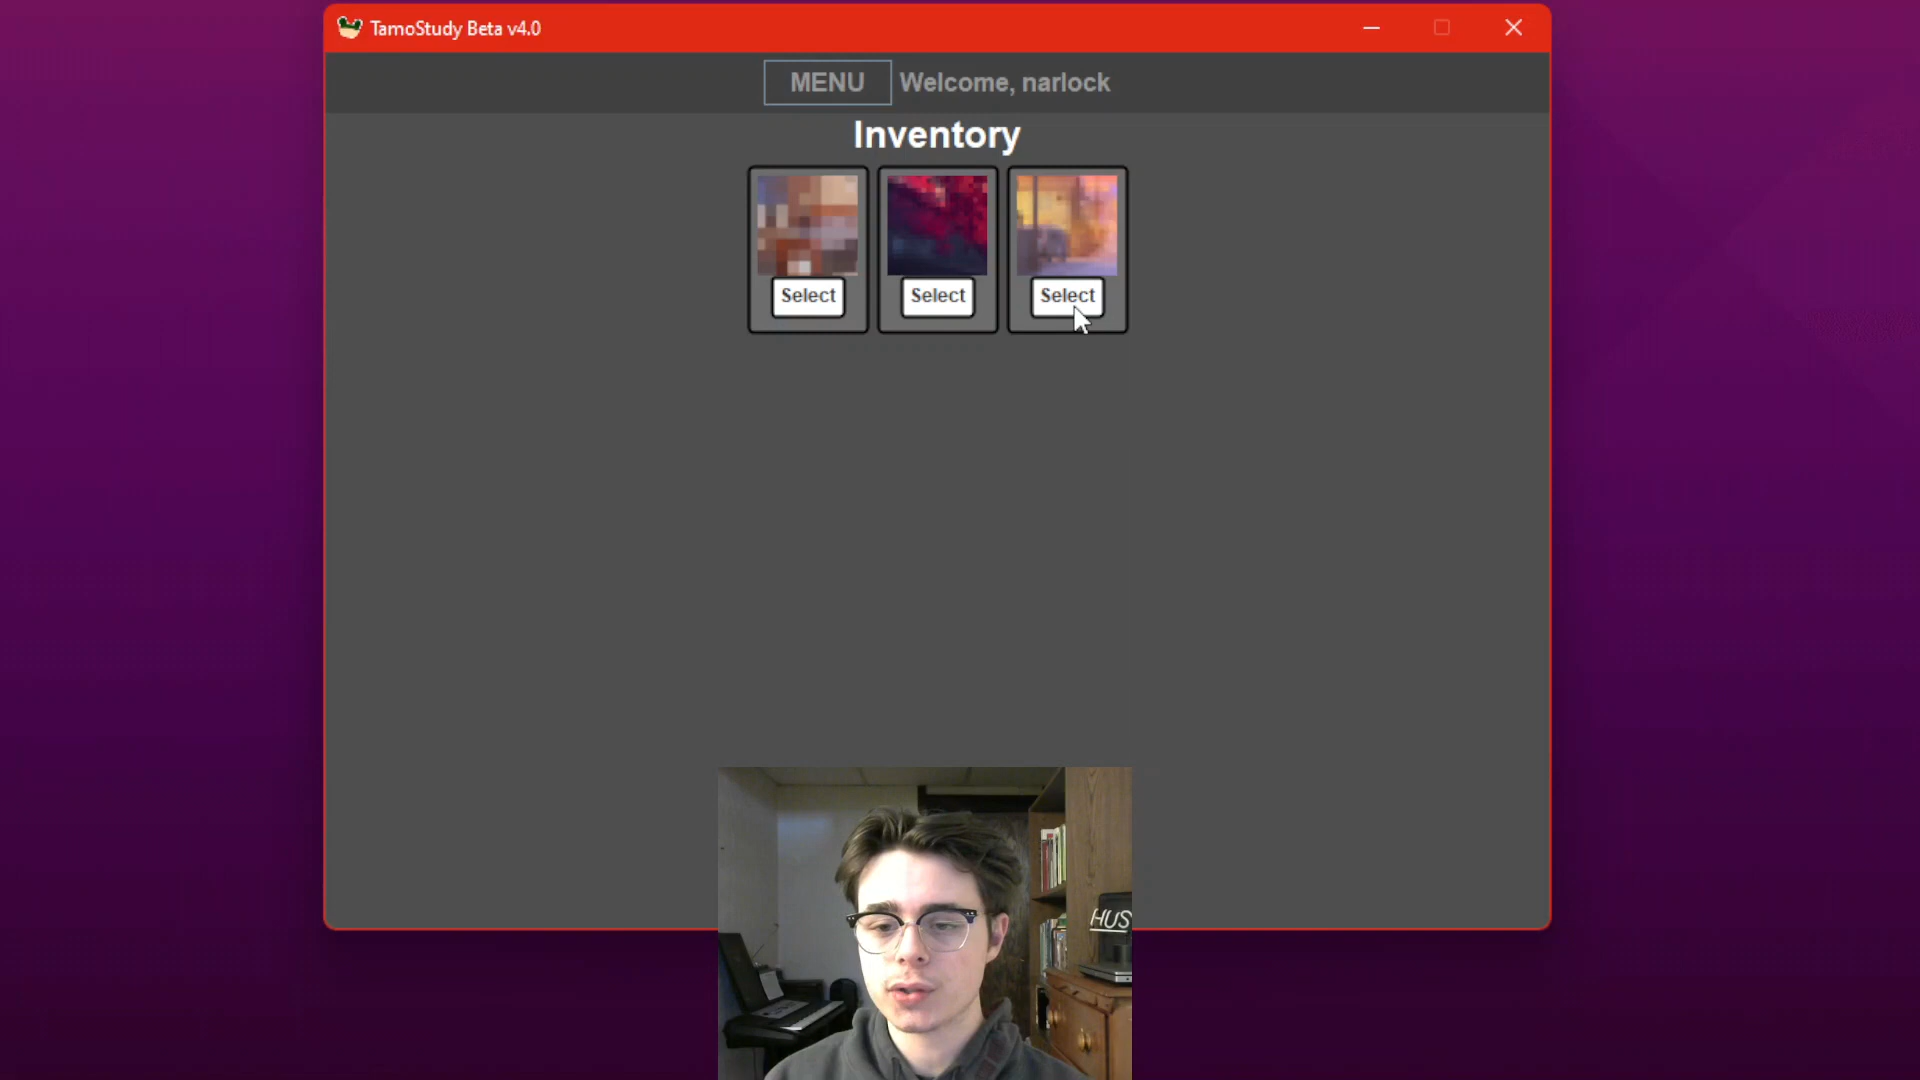 TamoStudy Beta v4.0
MENU Welcome, narlock
Inventory
Select Select Select
HUS